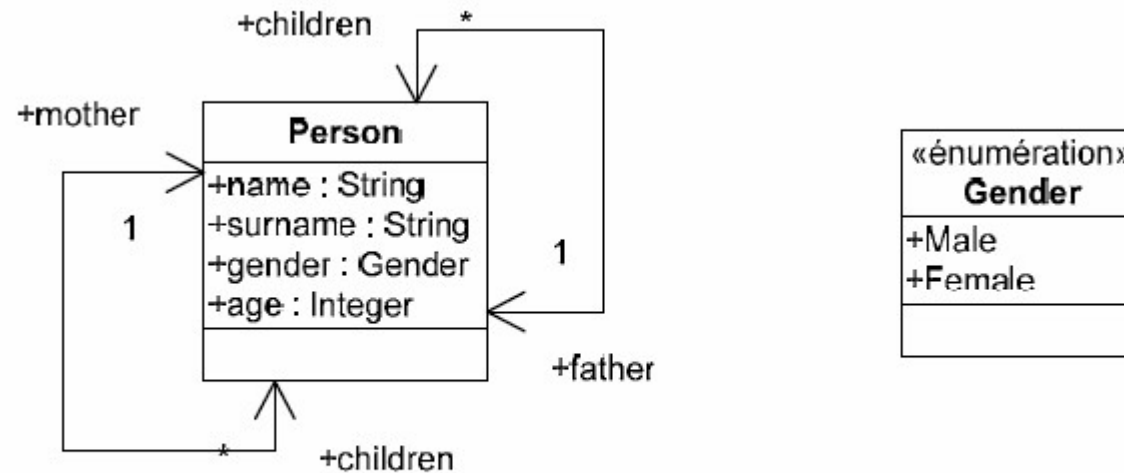 +children
*
+mother
1
Person
+name : String
+surname : String
+gender : Gender
+age : Integer
1
+father
*
+children
«énumération»
Gender
+Male
+Female